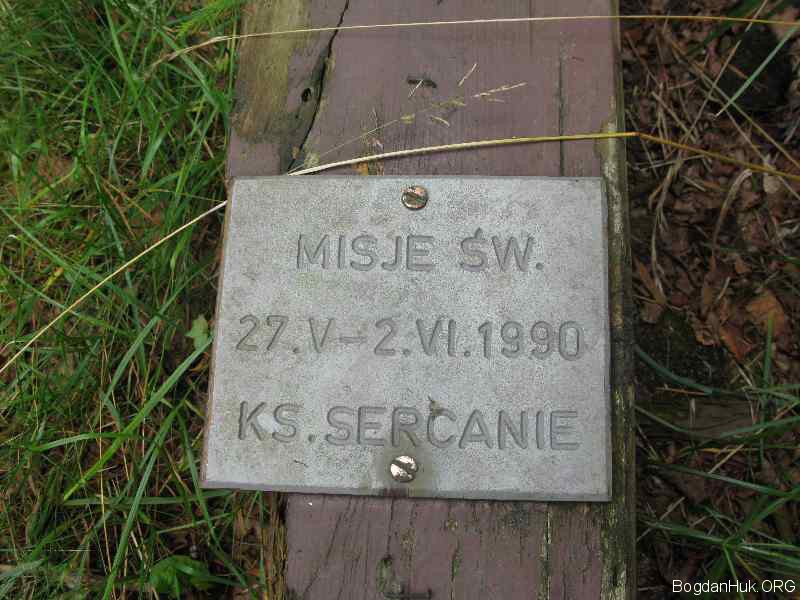 MISJE ŚW.
27.V-2.VI.1990
KS.SERCANIE
BogdanHuk.ORG